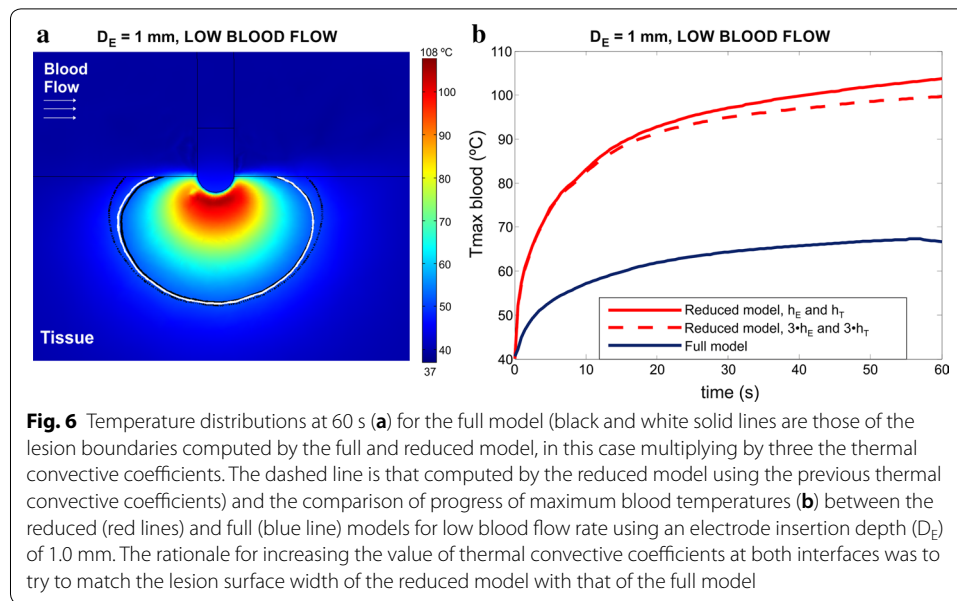 a
D_E = 1 mm, LOW BLOOD FLOW
Blood
Flow
Tissue
108 ºC
100
90
80
70
60
50
40
37
b
D_E = 1 mm, LOW BLOOD FLOW
Tmax blood (ºC)
110
100
90
80
70
60
50
40
0
10
20
30
40
50
60
time (s)
Reduced model, h_E and h_T
Reduced model, 3•h_E and 3•h_T
Full model
Fig. 6 Temperature distributions at 60 s (a) for the full model (black and white solid lines are those of the
lesion boundaries computed by the full and reduced model, in this case multiplying by three the thermal
convective coefficients. The dashed line is that computed by the reduced model using the previous thermal
convective coefficients) and the comparison of progress of maximum blood temperatures (b) between the
reduced (red lines) and full (blue line) models for low blood flow rate using an electrode insertion depth (D_E)
of 1.0 mm. The rationale for increasing the value of thermal convective coefficients at both interfaces was to
try to match the lesion surface width of the reduced model with that of the full model